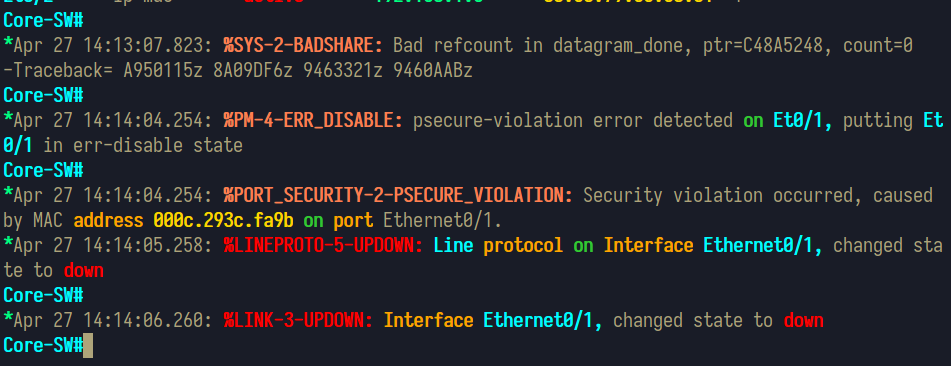 Core-SW#
*Apr 27 14:13:07.823: %SYS-2-BADSHARE: Bad refcount in datagram_done, ptr=C48A5248, count=0
-Traceback= A950115z 8A09DF6z 9463321z 9460AABz
Core-SW#
*Apr 27 14:14:04.254: %PM-4-ERR_DISABLE: psecure-violation error detected on Et0/1, putting Et
0/1 in err-disable state
Core-SW#
*Apr 27 14:14:04.254: %PORT_SECURITY-2-PSECURE_VIOLATION: Security violation occurred, caused
by MAC address 000c.293c.fa9b on port Ethernet0/1.
*Apr 27 14:14:05.258: %LINEPROTO-5-UPDOWN: Line protocol on Interface Ethernet0/1, changed sta
te to down
Core-SW#
*Apr 27 14:14:06.260: %LINK-3-UPDOWN: Interface Ethernet0/1, changed state to down
Core-SW#